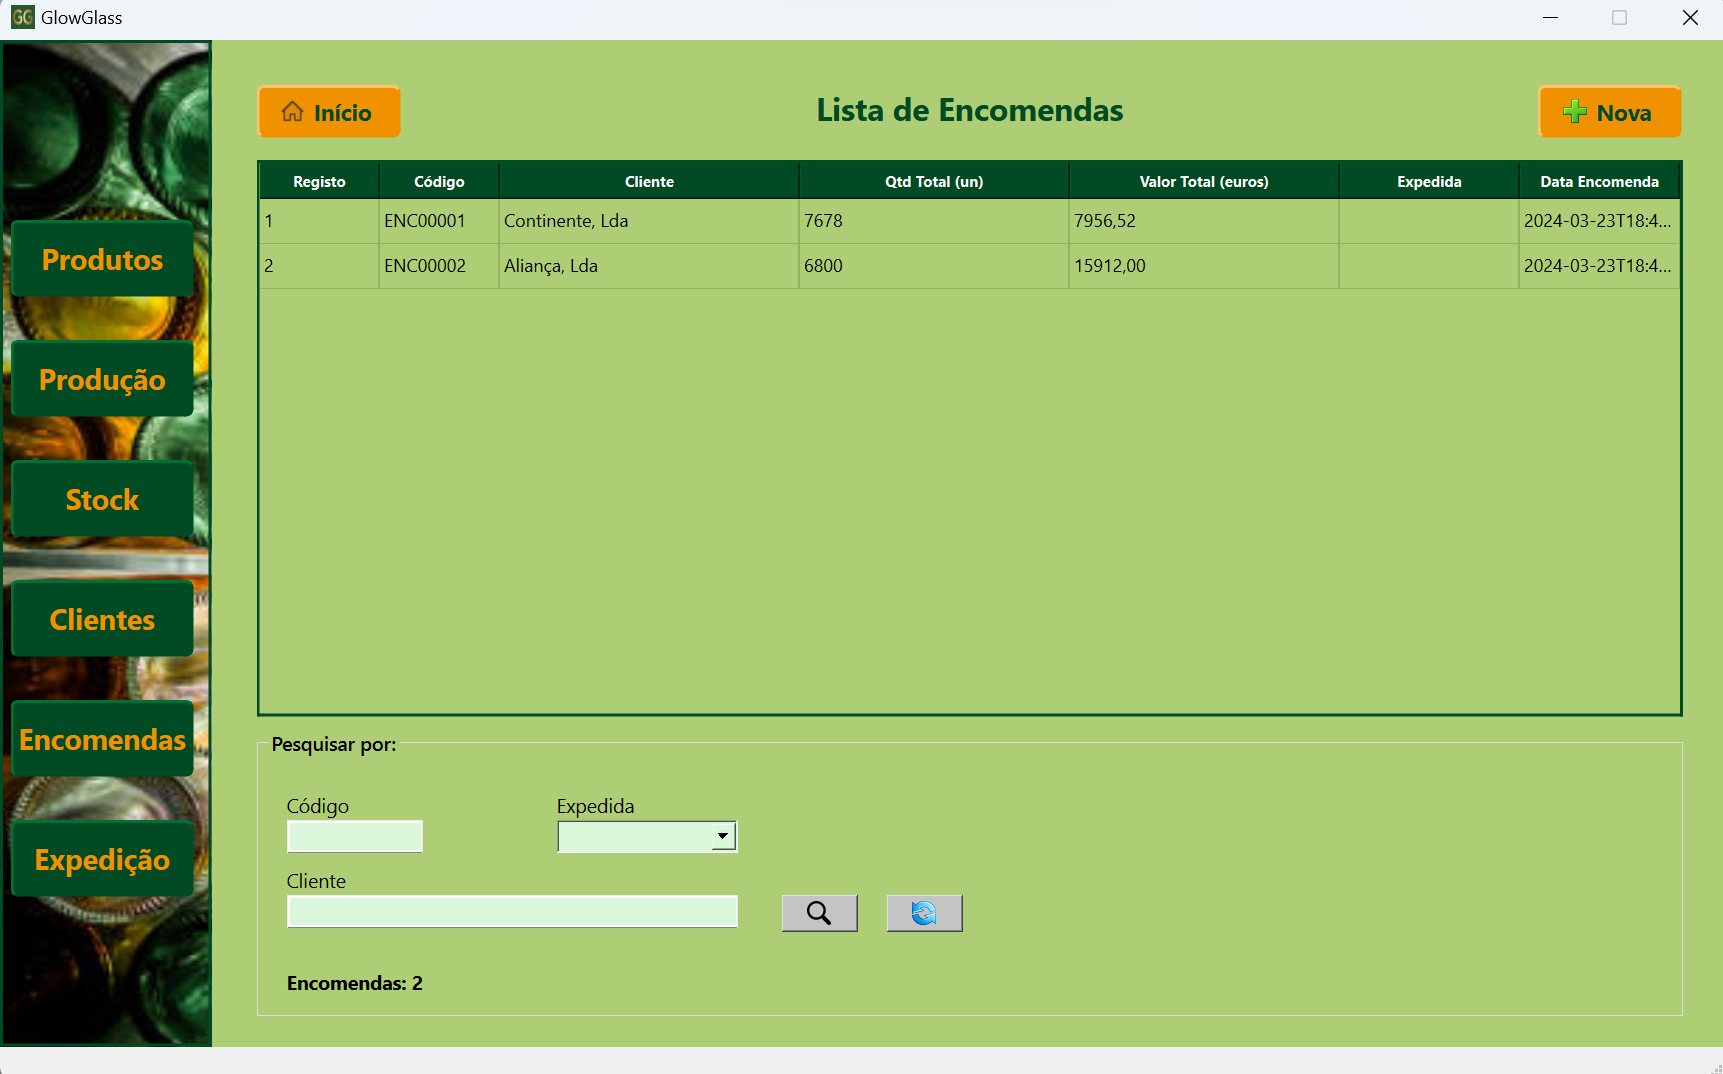 GG GlowGlass
Início
Lista de Encomendas
Nova
Registo Código Cliente Qtd Total (un) Valor Total (euros) Expedida Data Encomenda
1 ENC00001 Continente, Lda 7678 7956,52 2024-03-23T18:4...
2 ENC00002 Aliança, Lda 6800 15912,00 2024-03-23T18:4...
Produtos
Produção
Stock
Clientes
Encomendas
Expedição
Pesquisar por:
Código Expedida
Cliente
Encomendas: 2